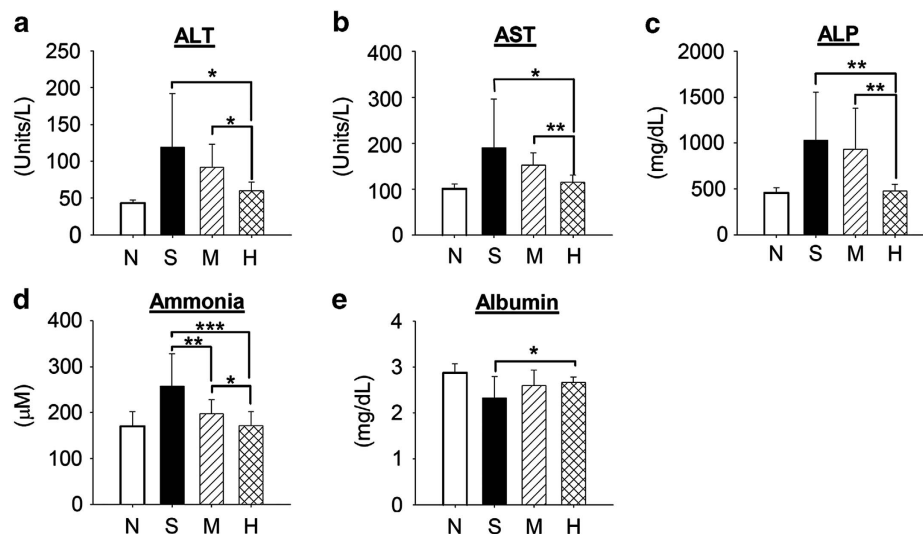 a
ALT
250
200
150
100
50
0
(Units/L)
*
*
N S M H
b
AST
400
300
200
100
0
(Units/L)
*
**
N S M H
c
ALP
2000
1500
1000
500
0
(mg/dL)
**
**
N S M H
d
Ammonia
400
300
200
100
0
(µM)
***
**
*
N S M H
e
Albumin
4
3
2
1
0
(mg/dL)
*
N S M H